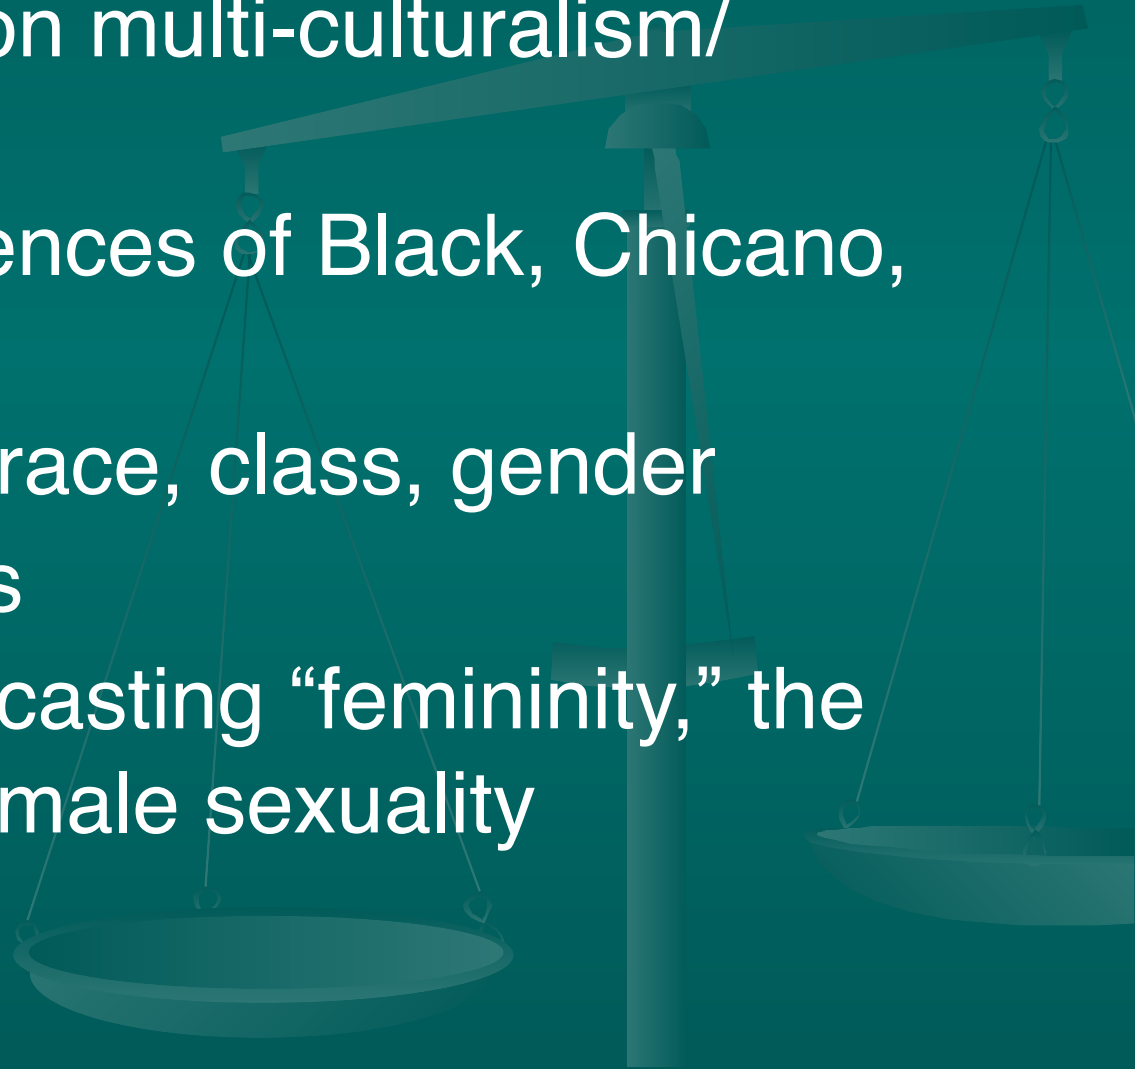 on multi-culturalism/
ences of Black, Chicano,
race, class, gender
s
casting “femininity,” the
male sexuality